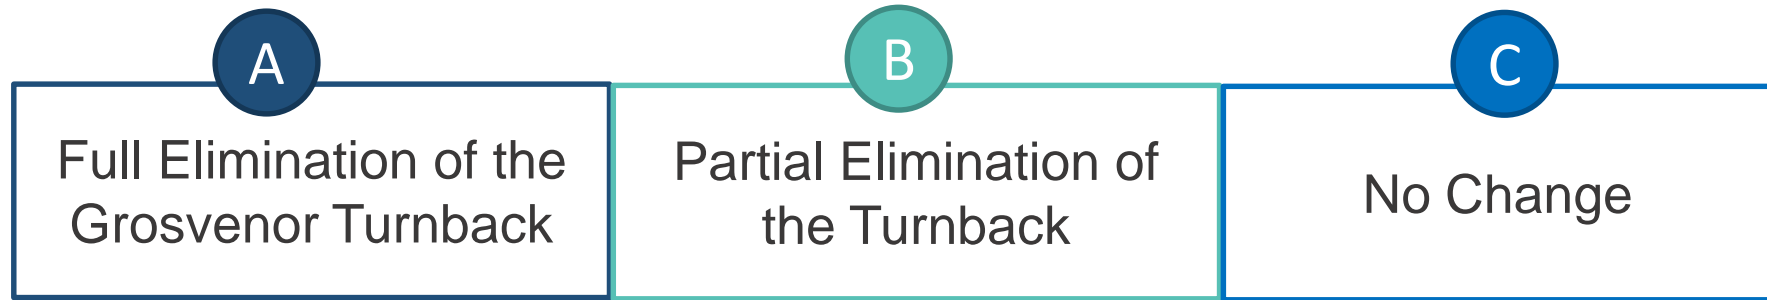 A
Full Elimination of the
Grosvenor Turnback
B
Partial Elimination of
the Turnback
C
No Change